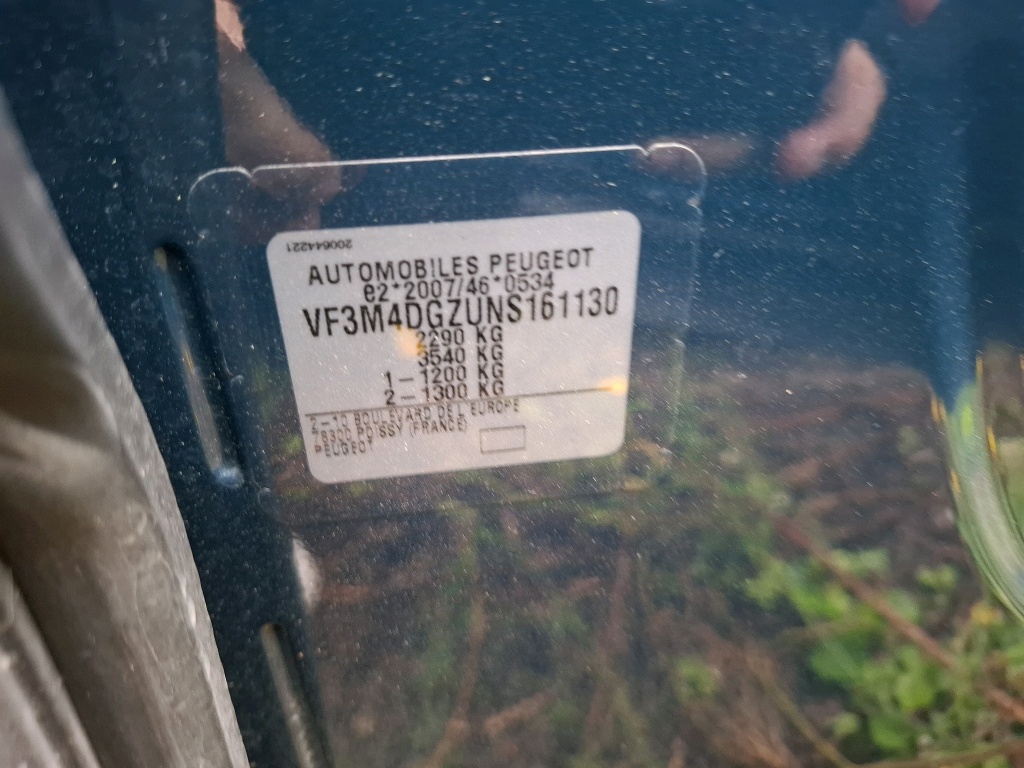 200644221
AUTOMOBILES PEUGEOT
e2*2007/46*0534
VF3M4DGZUNS161130
2290 KG
3540 KG
1-1200 KG
2-1300 KG
2-10 BOULEVARD DE L'EUROPE
78300 POISSY (FRANCE)
PEUGEOT